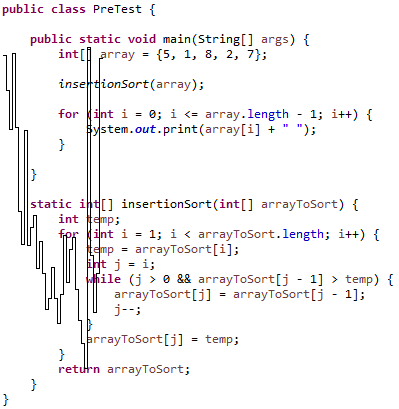 public class PreTest {
public static void main(String[] args) {
int[] array = {5, 1, 8, 2, 7};
insertionSort(array);
for (int i = 0; i <= array.length - 1; i++) {
System.out.print(array[i] + " ");
}
}
static int[] insertionSort(int[] arrayToSort) {
int temp;
for (int i = 1; i < arrayToSort.length; i++) {
temp = arrayToSort[i];
int j = i;
while (j > 0 && arrayToSort[j - 1] > temp) {
arrayToSort[j] = arrayToSort[j - 1];
j--;
}
arrayToSort[j] = temp;
}
return arrayToSort;
}
}